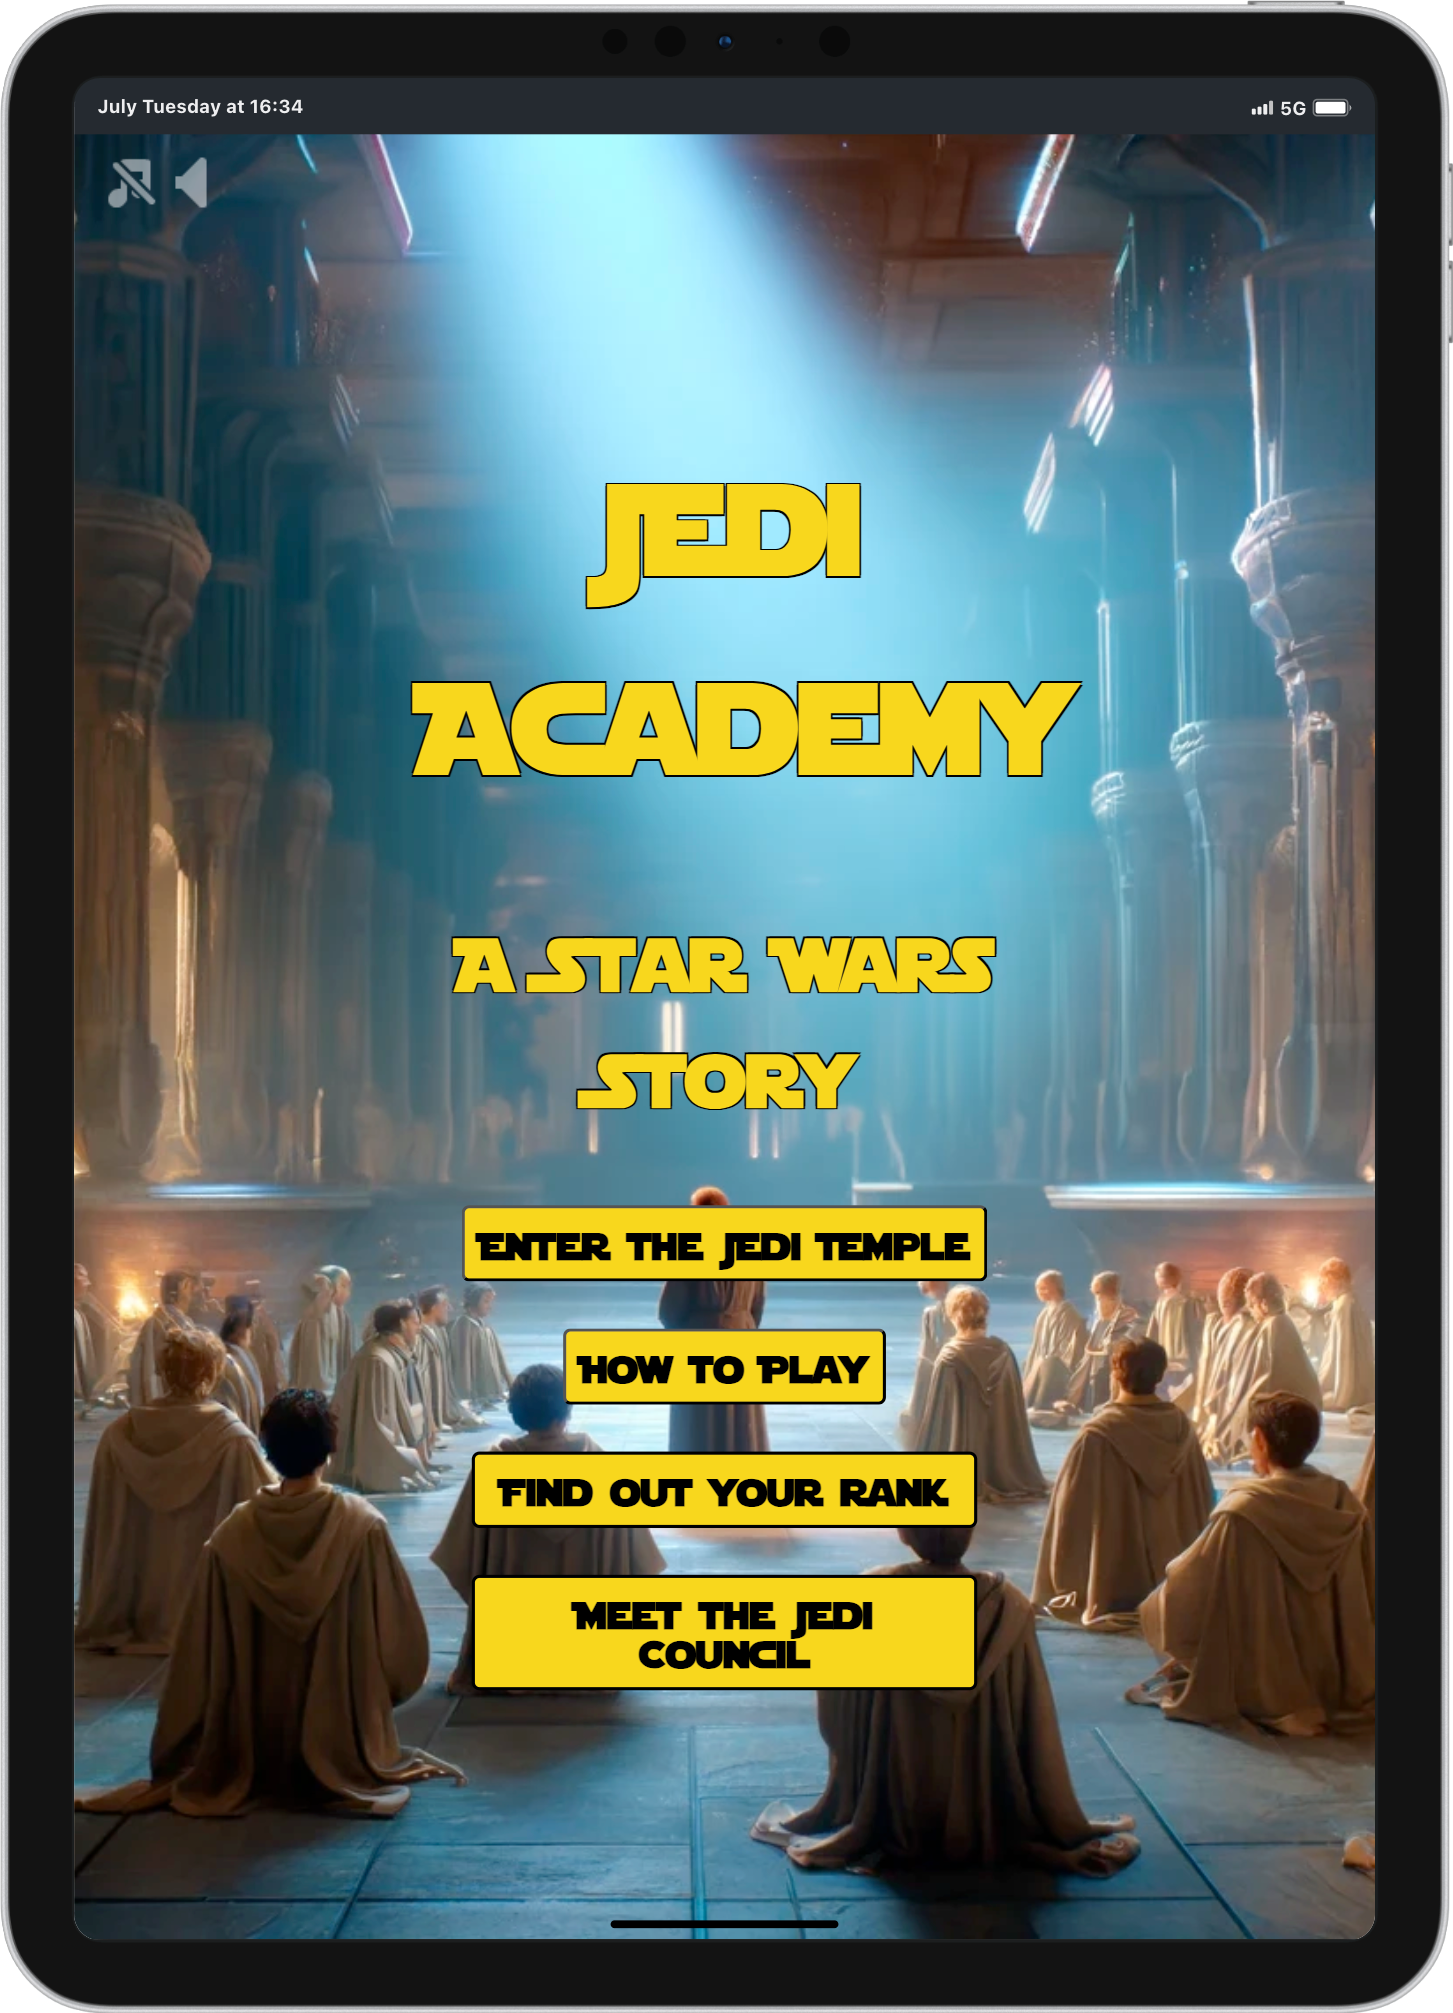 July Tuesday at 16:34
5G
JEDI
ACADEMY
A STAR WARS
STORY
ENTER THE JEDI TEMPLE
HOW TO PLAY
FIND OUT YOUR RANK
MEET THE JEDI
COUNCIL